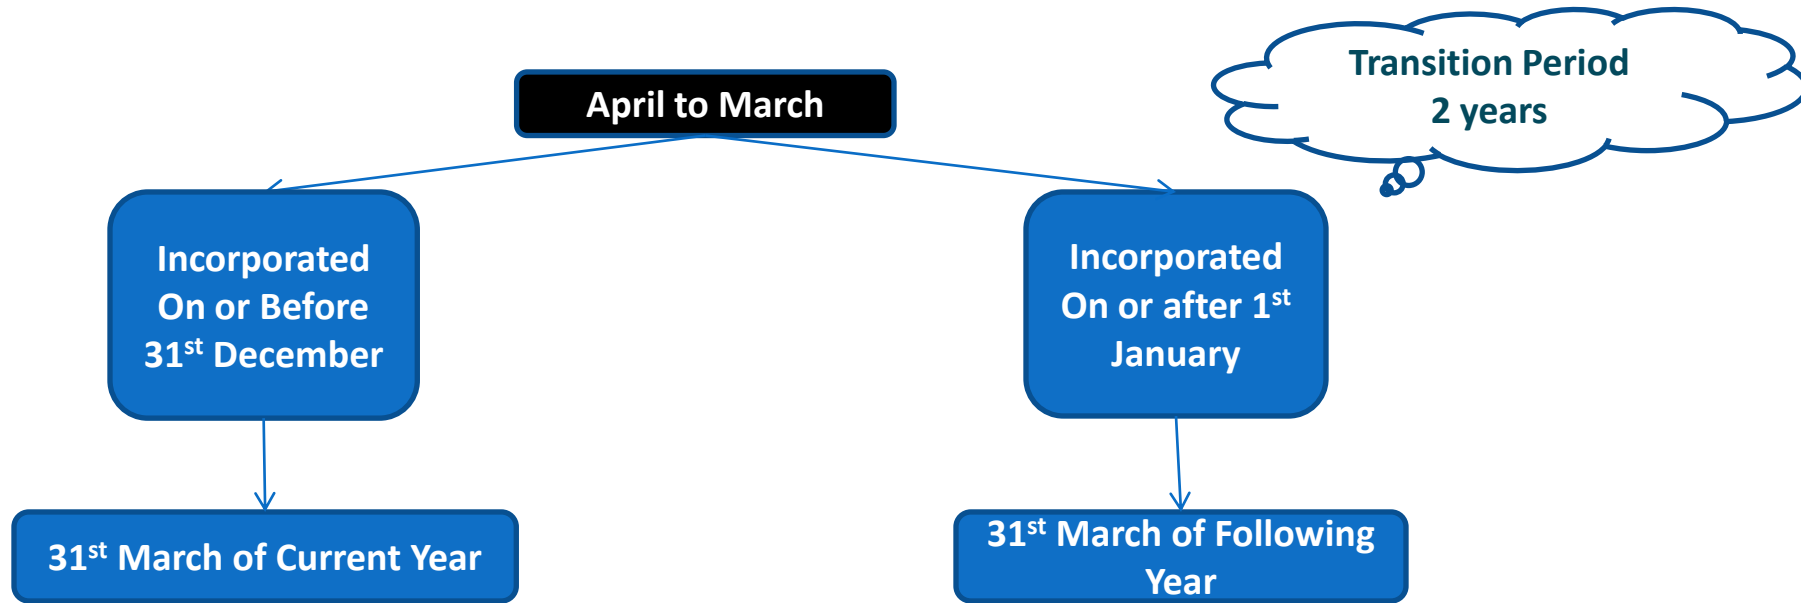 Transition Period
2 years
April to March
Incorporated
On or Before
31st December
Incorporated
On or after 1st
January
31st March of Current Year
31st March of Following
Year